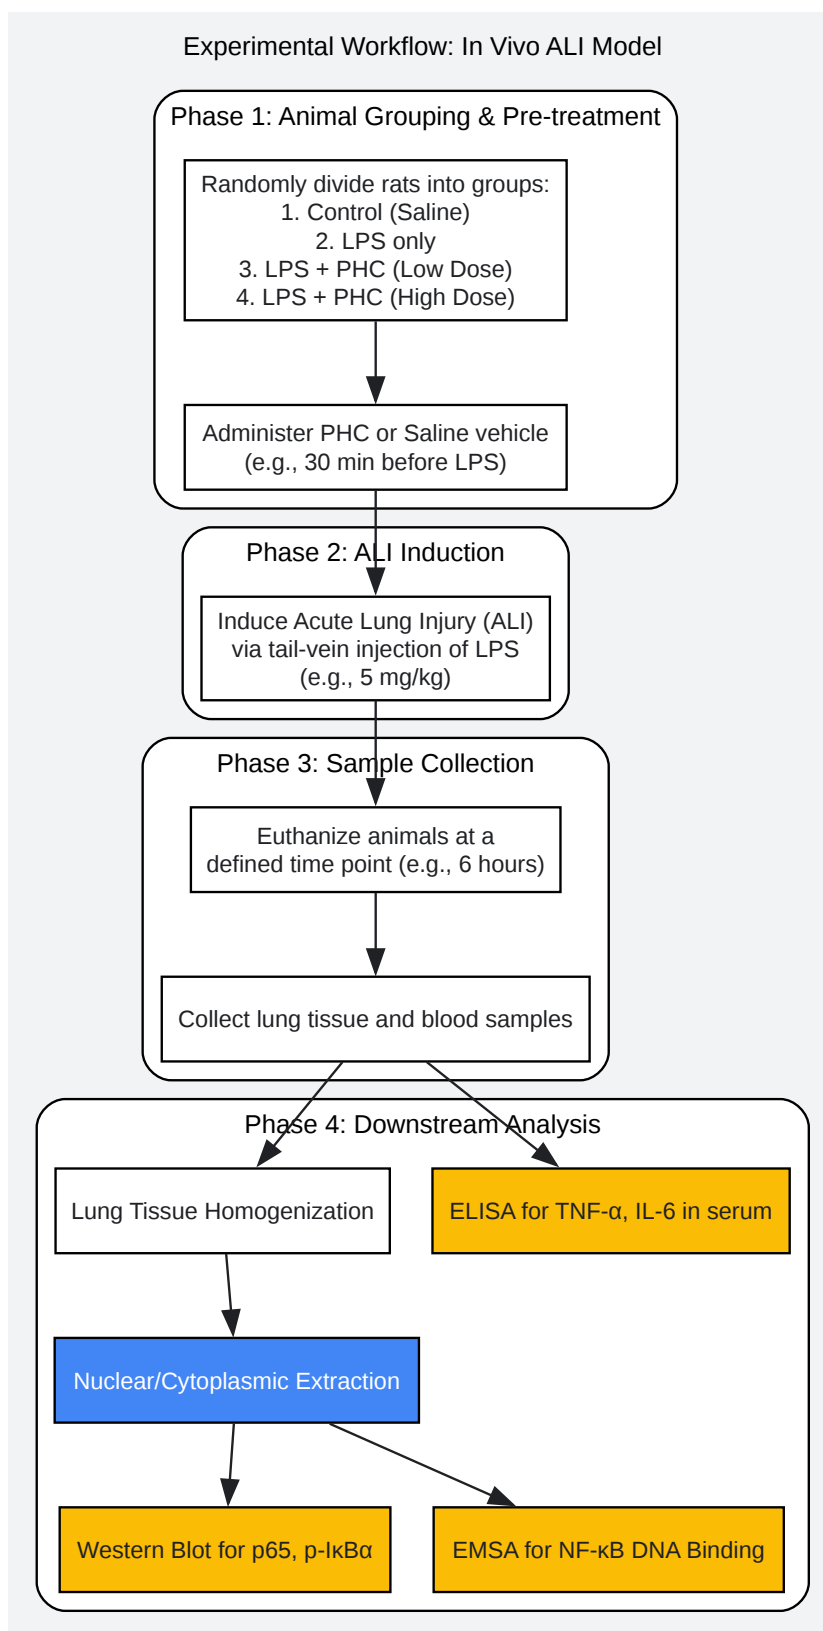 Experimental Workflow: In Vivo ALI Model
Phase 1: Animal Grouping & Pre-treatment
Randomly divide rats into groups:
1. Control (Saline)
2. LPS only
3. LPS + PHC (Low Dose)
4. LPS + PHC (High Dose)
Administer PHC or Saline vehicle
(e.g., 30 min before LPS)
Phase 2: ALI Induction
Induce Acute Lung Injury (ALI)
via tail-vein injection of LPS
(e.g., 5 mg/kg)
Phase 3: Sample Collection
Euthanize animals at a
defined time point (e.g., 6 hours)
Collect lung tissue and blood samples
Phase 4: Downstream Analysis
Lung Tissue Homogenization
ELISA for TNF-α, IL-6 in serum
Nuclear/Cytoplasmic Extraction
Western Blot for p65, p-IκBα
EMSA for NF-κB DNA Binding